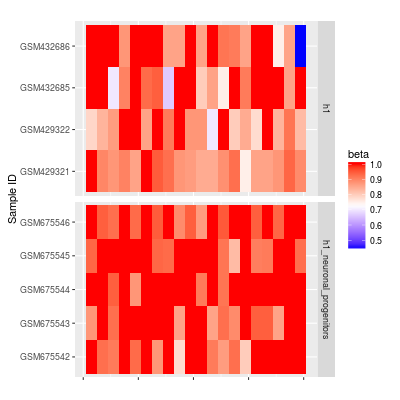 GSM432686
GSM432685
GSM429322
GSM429321
h1
GSM675546
GSM675545
GSM675544
GSM675543
GSM675542
h1_neuronal_progenitors
Sample ID
beta
1.0
0.9
0.8
0.7
0.6
0.5